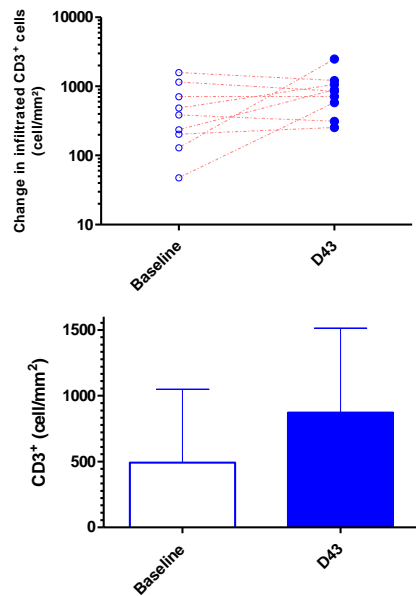 Change in infiltrated CD3⁺ cells
(cell/mm²)
10000
1000
100
10
Baseline
D43
CD3⁺ (cell/mm²)
1500
1000
500
0
Baseline
D43